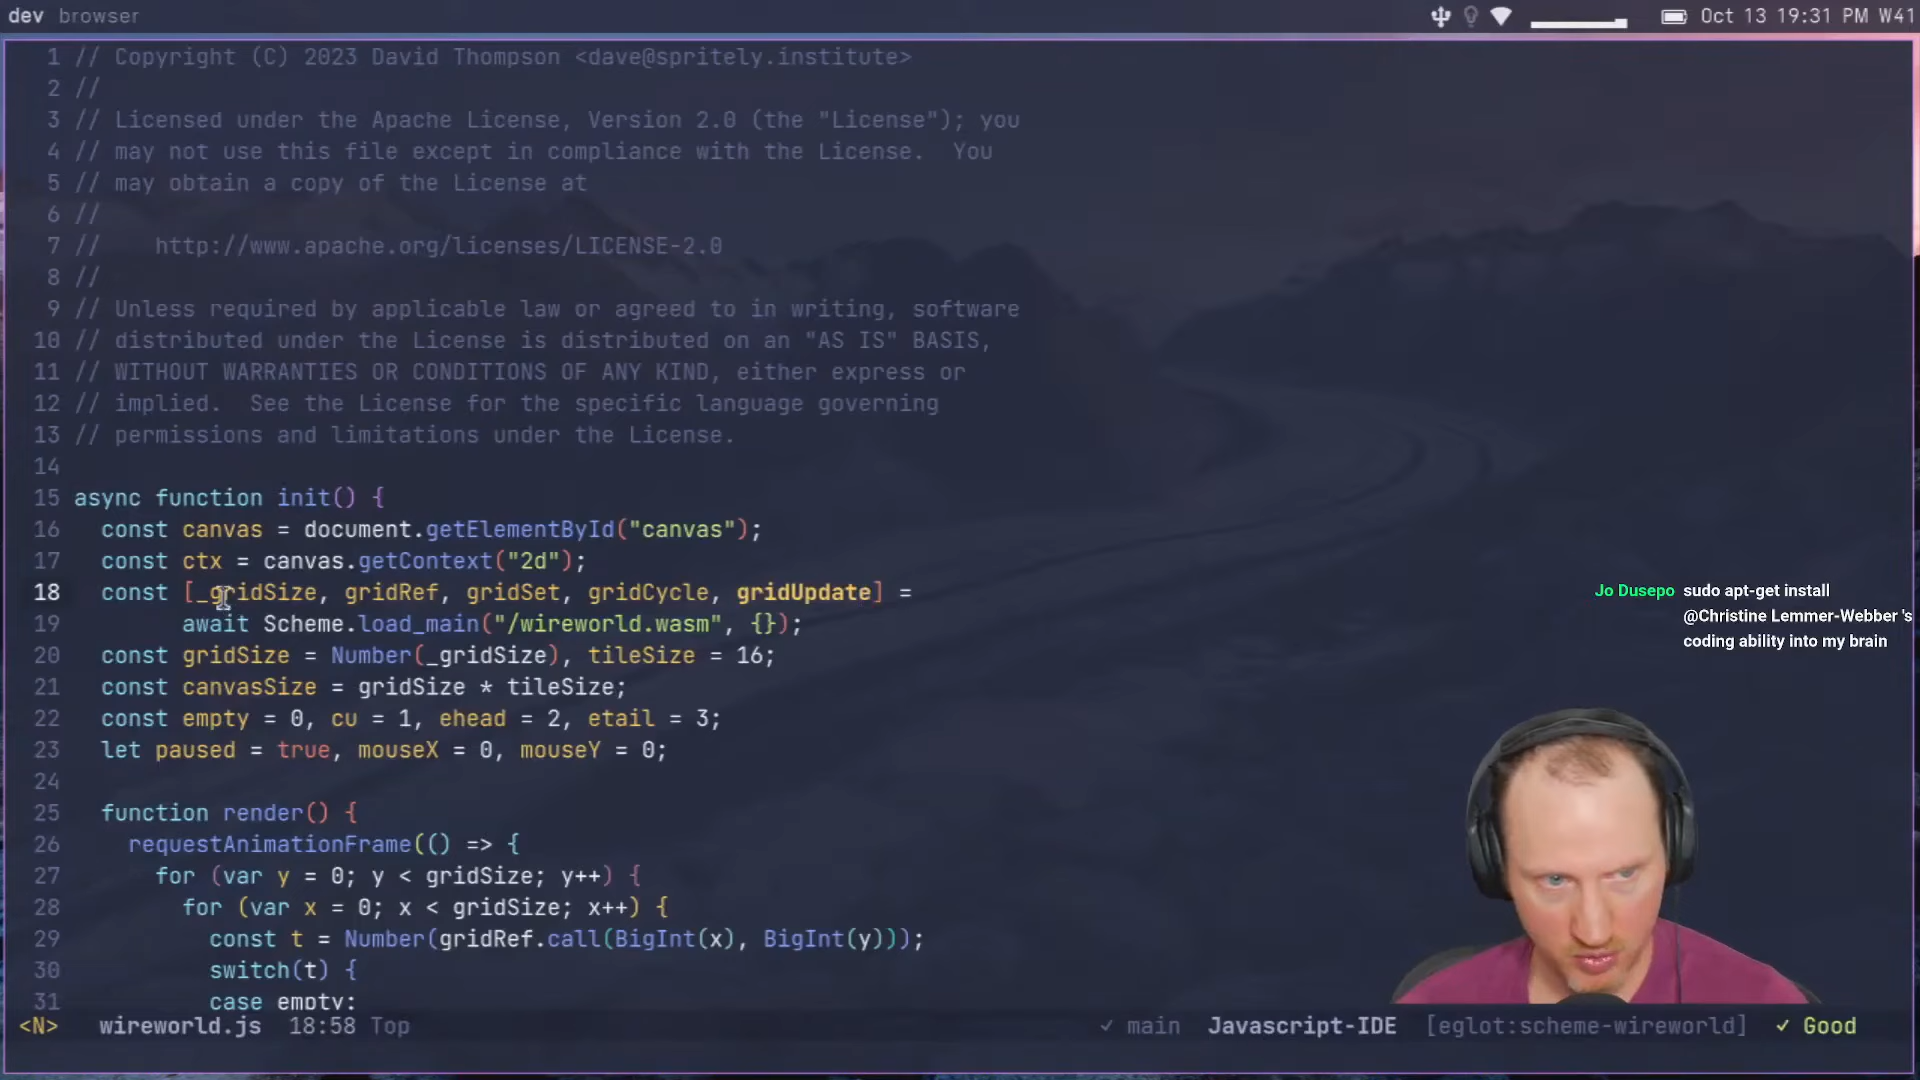 dev browser Oct 13 19:31 PM W41
1 // Copyright (C) 2023 David Thompson <dave@spritely.institute>
2 //
3 // Licensed under the Apache License, Version 2.0 (the "License"); you
4 // may not use this file except in compliance with the License.  You
5 // may obtain a copy of the License at
6 //
7 //    http://www.apache.org/licenses/LICENSE-2.0
8 //
9 // Unless required by applicable law or agreed to in writing, software
10 // distributed under the License is distributed on an "AS IS" BASIS,
11 // WITHOUT WARRANTIES OR CONDITIONS OF ANY KIND, either express or
12 // implied.  See the License for the specific language governing
13 // permissions and limitations under the License.
14
15 async function init() {
16   const canvas = document.getElementById("canvas");
17   const ctx = canvas.getContext("2d");
18   const [_gridSize, gridRef, gridSet, gridCycle, gridUpdate] =
19         await Scheme.load_main("/wireworld.wasm", {});
20   const gridSize = Number(_gridSize), tileSize = 16;
21   const canvasSize = gridSize * tileSize;
22   const empty = 0, cu = 1, ehead = 2, etail = 3;
23   let paused = true, mouseX = 0, mouseY = 0;
24
25   function render() {
26     requestAnimationFrame(() => {
27       for (var y = 0; y < gridSize; y++) {
28         for (var x = 0; x < gridSize; x++) {
29           const t = Number(gridRef.call(BigInt(x), BigInt(y)));
30           switch(t) {
31           case empty:
Jo Dusepo sudo apt-get install
@Christine Lemmer-Webber 's
coding ability into my brain
<N> wireworld.js 18:58 Top ✓ main Javascript-IDE [eglot:scheme-wireworld] ✓ Good